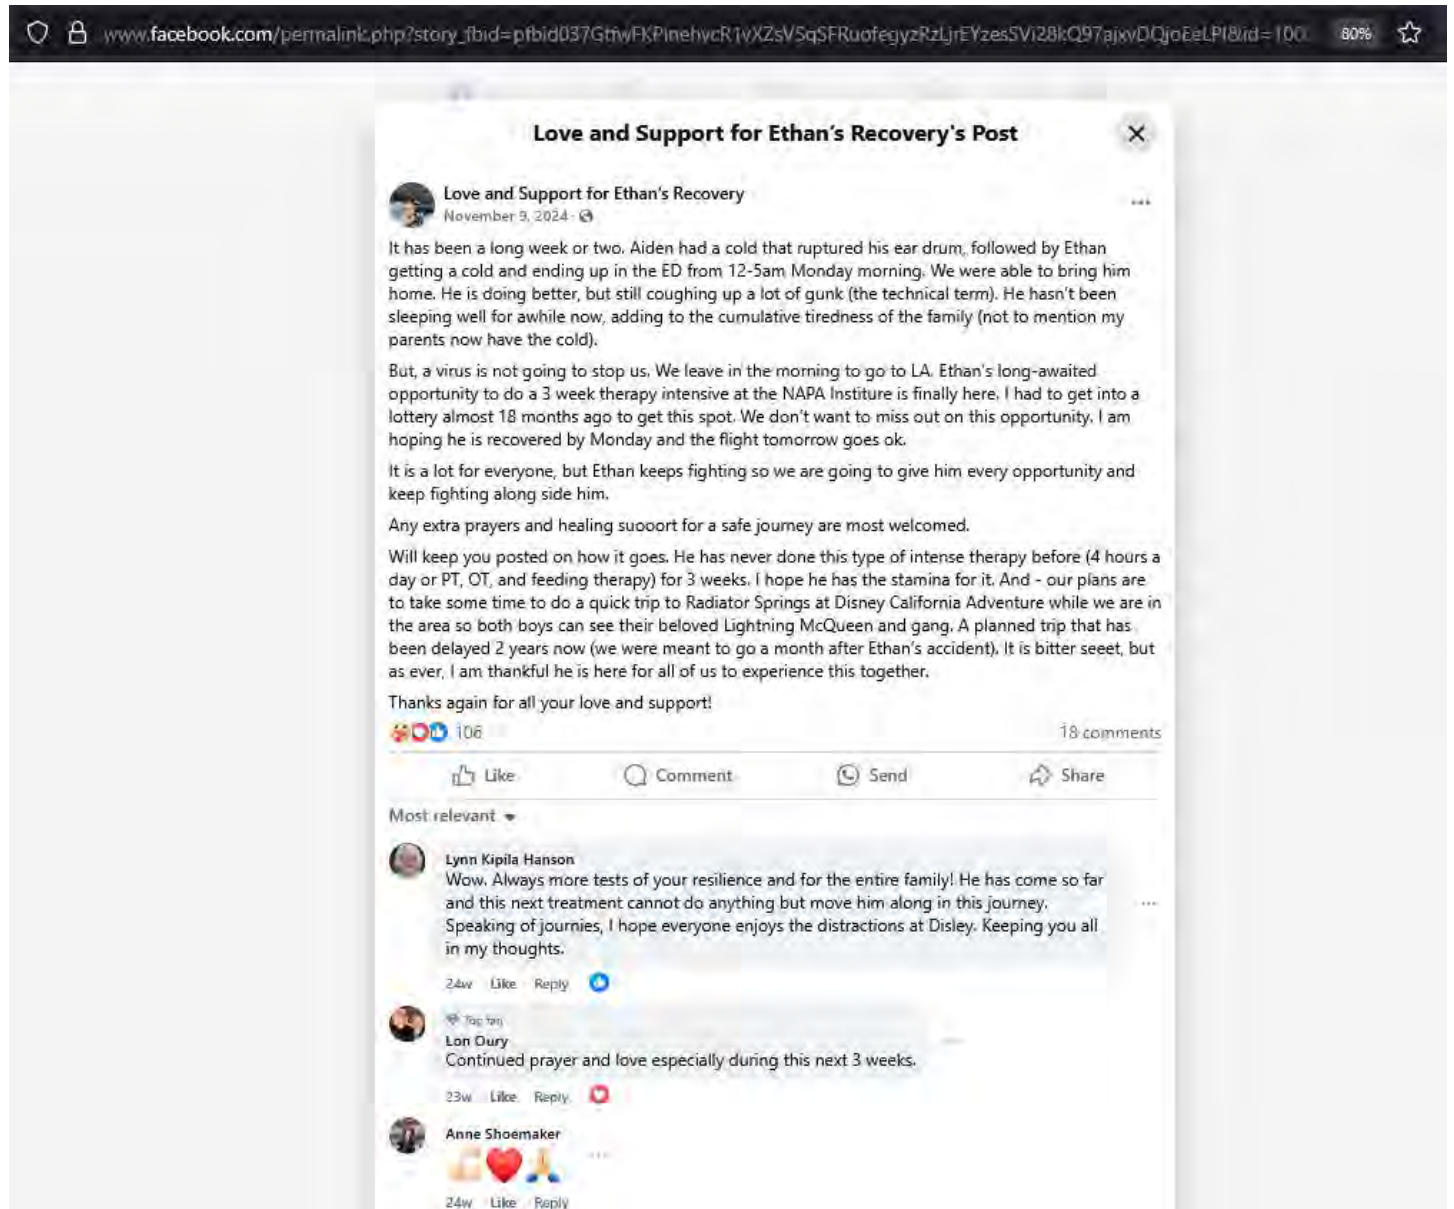 www.facebook.com/permalink.php?story_fbid=
80%
Love and Support for Ethan's Recovery's Post
Love and Support for Ethan's Recovery
November 9, 2024 ·
It has been a long week or two. Aiden had a cold that ruptured his ear drum, followed by Ethan
getting a cold and ending up in the ED from 12-5am Monday morning. We were able to bring him
home. He is doing better, but still coughing up a lot of gunk (the technical term). He hasn't been
sleeping well for awhile now, adding to the cumulative tiredness of the family (not to mention my
parents now have the cold).
But, a virus is not going to stop us. We leave in the morning to go to LA. Ethan's long-awaited
opportunity to do a 3 week therapy intensive at the NAPA Institure is finally here. I had to get into a
lottery almost 18 months ago to get this spot. We don't want to miss out on this opportunity. I am
hoping he is recovered by Monday and the flight tomorrow goes ok.
It is a lot for everyone, but Ethan keeps fighting so we are going to give him every opportunity and
keep fighting along side him.
Any extra prayers and healing suooort for a safe journey are most welcomed.
Will keep you posted on how it goes. He has never done this type of intense therapy before (4 hours a
day or PT, OT, and feeding therapy) for 3 weeks. I hope he has the stamina for it. And - our plans are
to take some time to do a quick trip to Radiator Springs at Disney California Adventure while we are in
the area so both boys can see their beloved Lightning McQueen and gang. A planned trip that has
been delayed 2 years now (we were meant to go a month after Ethan's accident). It is bitter seeet, but
as ever, I am thankful he is here for all of us to experience this together.
Thanks again for all your love and support!
106
18 comments
Like
Comment
Send
Share
Most relevant
Lynn Kipila Hanson
Wow. Always more tests of your resilience and for the entire family! He has come so far
and this next treatment cannot do anything but move him along in this journey.
Speaking of journies, I hope everyone enjoys the distractions at Disley. Keeping you all
in my thoughts.
24w Like Reply
Top fan
Lon Oury
Continued prayer and love especially during this next 3 weeks.
23w Like Reply
Anne Shoemaker
24w Like Reply